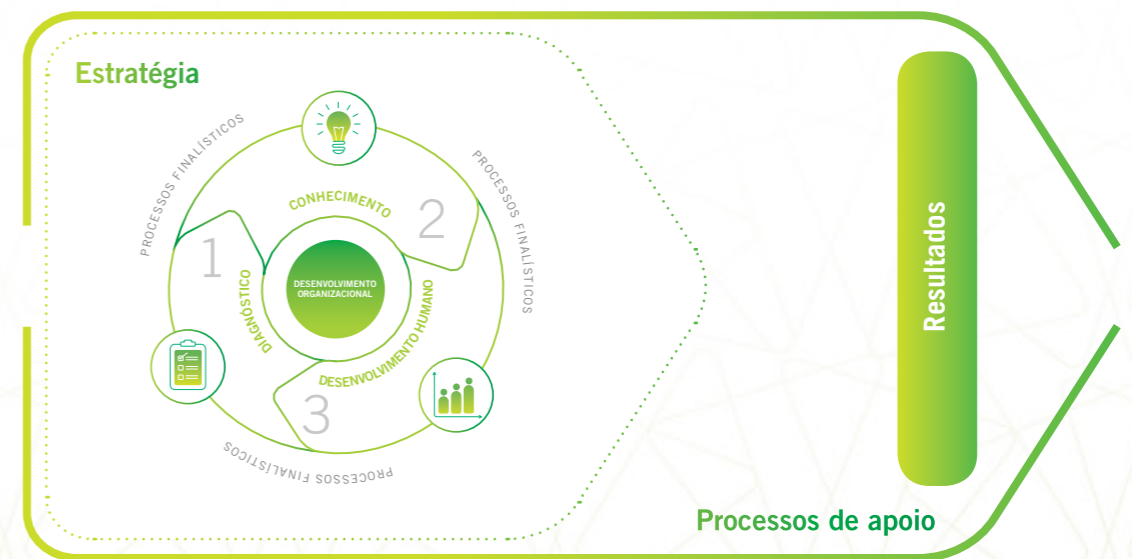 Estratégia
PROCESSOS FINALÍSTICOS
PROCESSOS FINALÍSTICOS
CONHECIMENTO
2
1
DIAGNÓSTICO
DESENVOLVIMENTO
ORGANIZACIONAL
DESENVOLVIMENTO HUMANO
3
PROCESSOS FINALÍSTICOS
Resultados
Processos de apoio